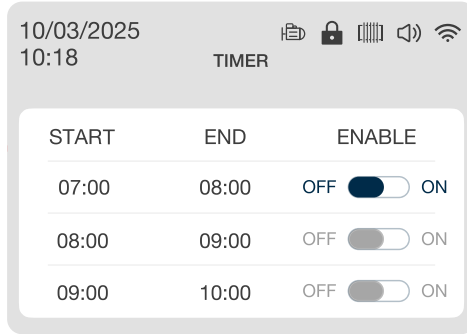 10/03/2025
10:18
TIMER
START END ENABLE
07:00 08:00 OFF ON
08:00 09:00 OFF ON
09:00 10:00 OFF ON